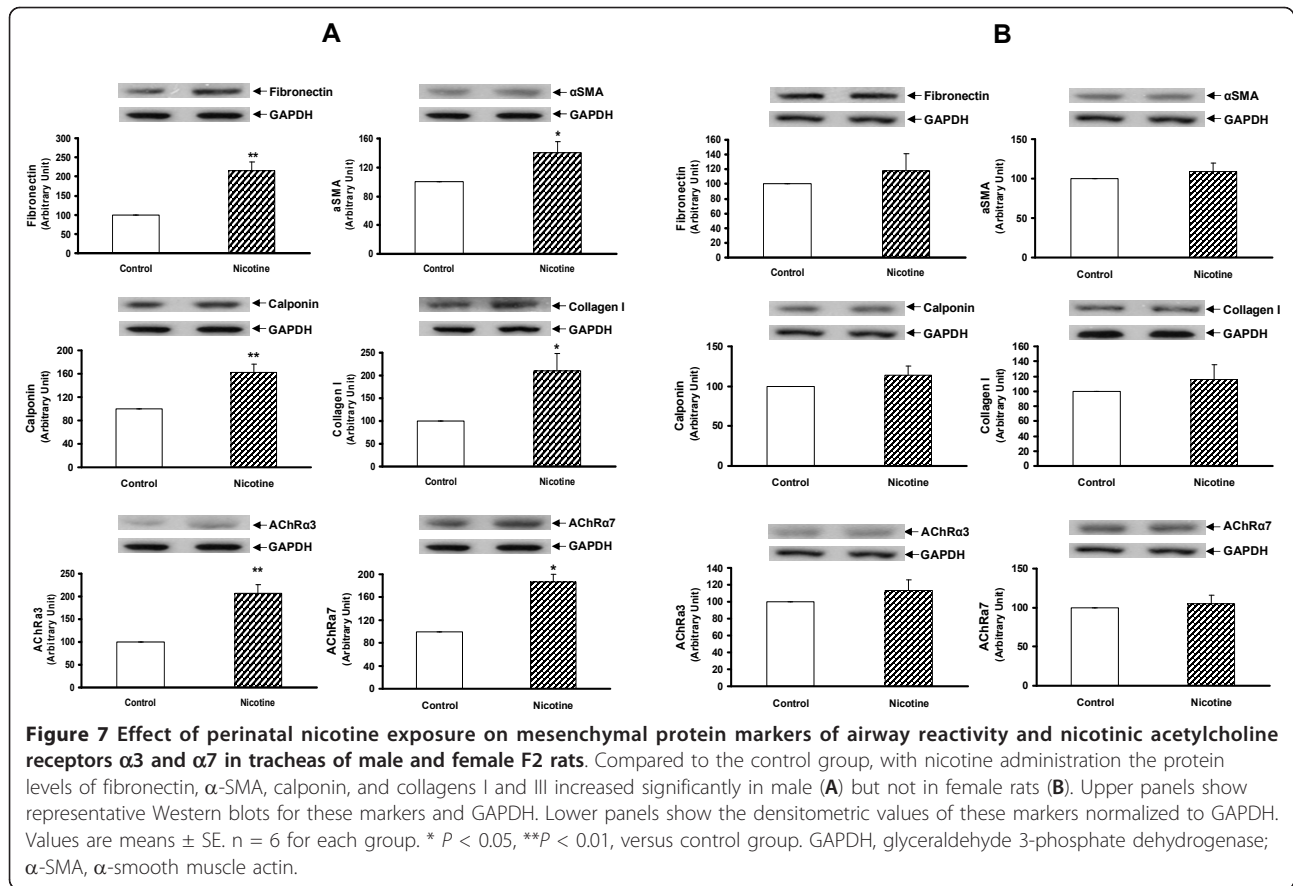 A
B
Fibronectin
GAPDH
Fibronectin
(Arbitrary Unit)
300
250
200
150
100
50
0
**
Control
Nicotine
αSMA
GAPDH
aSMA
(Arbitrary Unit)
200
160
120
80
40
0
*
Control
Nicotine
Fibronectin
GAPDH
Fibronectin
(Arbitrary Unit)
160
140
120
100
80
60
40
20
0
Control
Nicotine
αSMA
GAPDH
aSMA
(Arbitrary Unit)
200
150
100
50
0
Control
Nicotine
Calponin
GAPDH
Calponin
(Arbitrary Unit)
200
160
120
80
40
0
**
Control
Nicotine
Collagen I
GAPDH
Collagen I
(Arbitrary Unit)
250
200
150
100
50
0
*
Control
Nicotine
Calponin
GAPDH
Calponin
(Arbitrary Unit)
150
100
50
0
Control
Nicotine
Collagen I
GAPDH
Collagen I
(Arbitrary Unit)
160
140
120
100
80
60
40
20
0
Control
Nicotine
AChRα3
GAPDH
AChRa3
(Arbitrary Unit)
250
200
150
100
50
0
**
Control
Nicotine
AChRα7
GAPDH
AChRa7
(Arbitrary Unit)
200
160
120
80
40
0
*
Control
Nicotine
AChRα3
GAPDH
AChRa3
(Arbitrary Unit)
140
120
100
80
60
40
20
0
Control
Nicotine
AChRα7
GAPDH
AChRa7
(Arbitrary Unit)
150
100
50
0
Control
Nicotine
Figure 7 Effect of perinatal nicotine exposure on mesenchymal protein markers of airway reactivity and nicotinic acetylcholine
receptors α3 and α7 in tracheas of male and female F2 rats. Compared to the control group, with nicotine administration the protein
levels of fibronectin, α-SMA, calponin, and collagens I and III increased significantly in male (A) but not in female rats (B). Upper panels show
representative Western blots for these markers and GAPDH. Lower panels show the densitometric values of these markers normalized to GAPDH.
Values are means ± SE. n = 6 for each group. * P < 0.05, **P < 0.01, versus control group. GAPDH, glyceraldehyde 3-phosphate dehydrogenase;
α-SMA, α-smooth muscle actin.